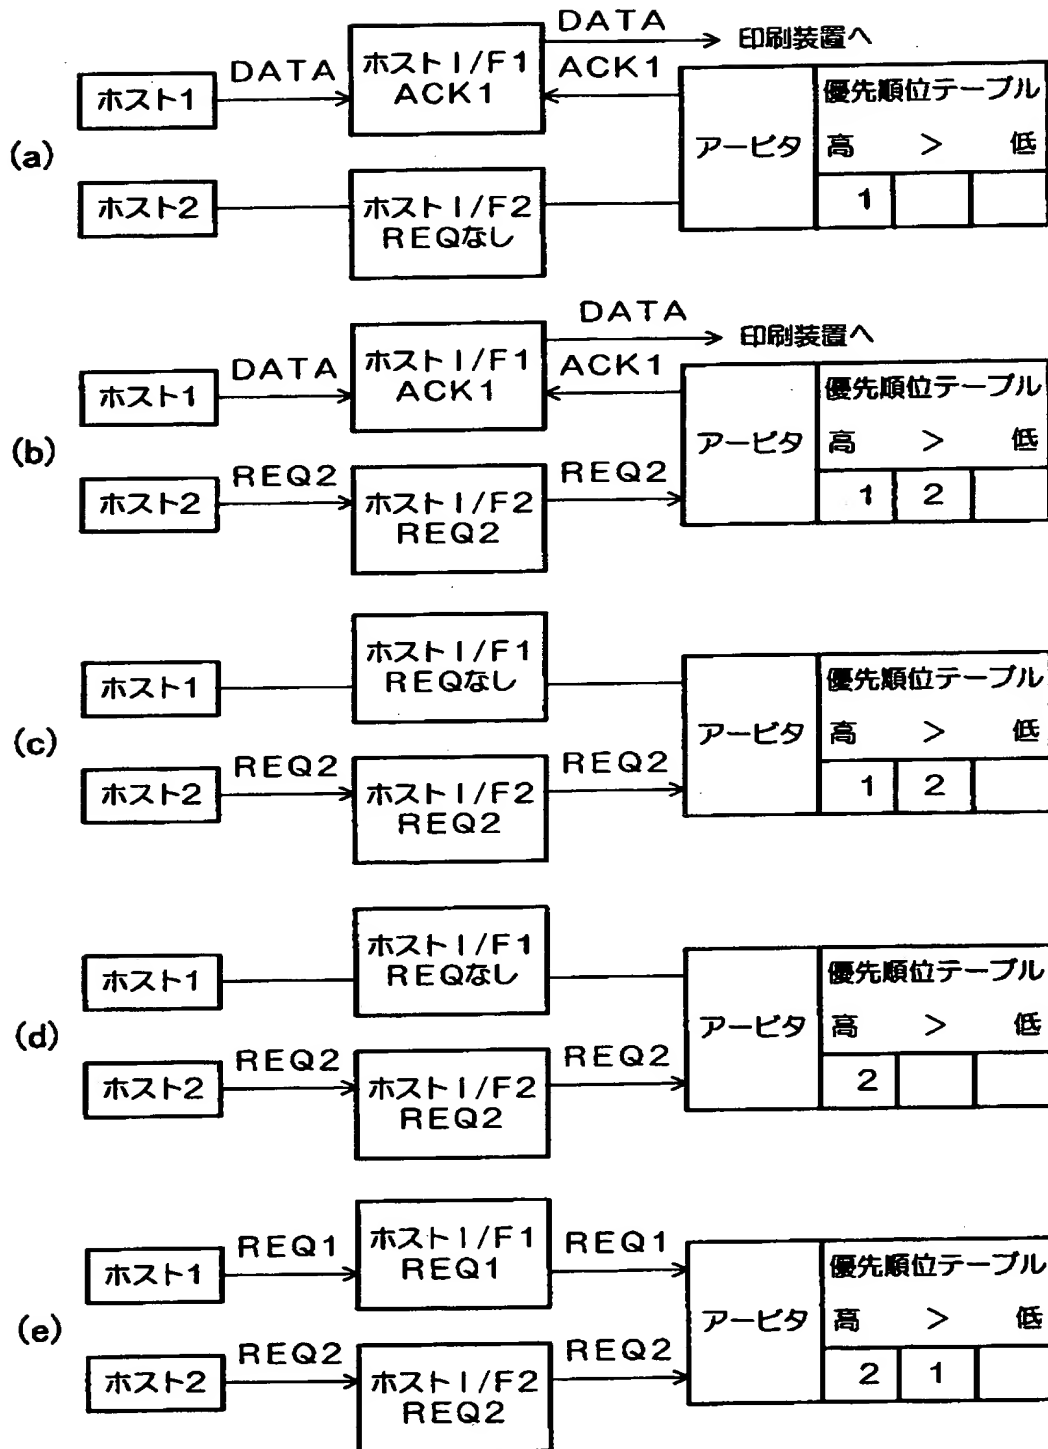 (a)
ホスト1
DATA
ホストI/F1
ACK1
DATA
印刷装置へ
ACK1
ホスト2
ホストI/F2
REQなし
アービタ
優先順位テーブル
高 > 低
1
(b)
ホスト1
DATA
ホストI/F1
ACK1
DATA
印刷装置へ
ACK1
ホスト2
REQ2
ホストI/F2
REQ2
REQ2
アービタ
優先順位テーブル
高 > 低
1 2
(c)
ホスト1
ホストI/F1
REQなし
ホスト2
REQ2
ホストI/F2
REQ2
REQ2
アービタ
優先順位テーブル
高 > 低
1 2
(d)
ホスト1
ホストI/F1
REQなし
ホスト2
REQ2
ホストI/F2
REQ2
REQ2
アービタ
優先順位テーブル
高 > 低
2
(e)
ホスト1
REQ1
ホストI/F1
REQ1
REQ1
ホスト2
REQ2
ホストI/F2
REQ2
REQ2
アービタ
優先順位テーブル
高 > 低
2 1